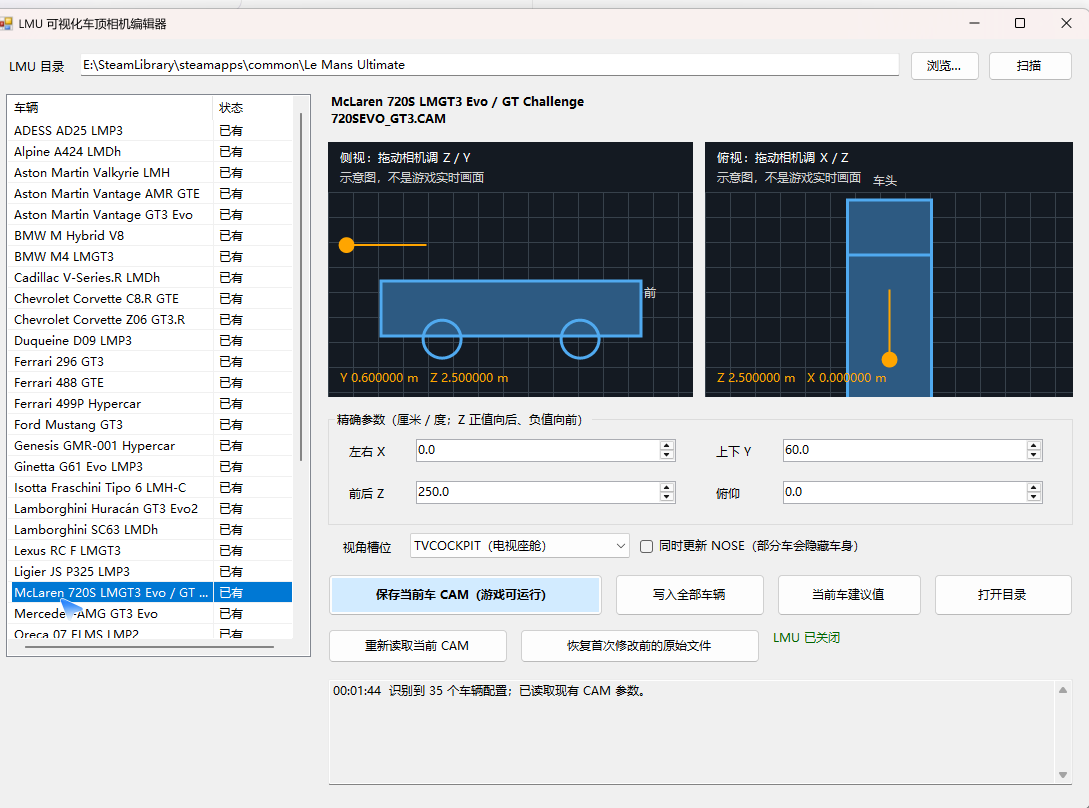 LMU 可视化车顶相机编辑器
LMU 目录
E:\SteamLibrary\steamapps\common\Le Mans Ultimate
浏览...
扫描
车辆 状态
ADESS AD25 LMP3 已有
Alpine A424 LMDh 已有
Aston Martin Valkyrie LMH 已有
Aston Martin Vantage AMR GTE 已有
Aston Martin Vantage GT3 Evo 已有
BMW M Hybrid V8 已有
BMW M4 LMGT3 已有
Cadillac V-Series.R LMDh 已有
Chevrolet Corvette C8.R GTE 已有
Chevrolet Corvette Z06 GT3.R 已有
Duqueine D09 LMP3 已有
Ferrari 296 GT3 已有
Ferrari 488 GTE 已有
Ferrari 499P Hypercar 已有
Ford Mustang GT3 已有
Genesis GMR-001 Hypercar 已有
Ginetta G61 Evo LMP3 已有
Isotta Fraschini Tipo 6 LMH-C 已有
Lamborghini Huracán GT3 Evo2 已有
Lamborghini SC63 LMDh 已有
Lexus RC F LMGT3 已有
Ligier JS P325 LMP3 已有
McLaren 720S LMGT3 Evo / GT ... 已有
Mercedes-AMG GT3 Evo 已有
Oreca 07 ELMS LMP2 已有
McLaren 720S LMGT3 Evo / GT Challenge
720SEVO_GT3.CAM
侧视：拖动相机调 Z / Y
示意图，不是游戏实时画面
前
Y 0.600000 m Z 2.500000 m
俯视：拖动相机调 X / Z
示意图，不是游戏实时画面
车头
Z 2.500000 m X 0.000000 m
精确参数（厘米 / 度；Z 正值向后、负值向前）
左右 X 0.0
上下 Y 60.0
前后 Z 250.0
俯仰 0.0
视角槽位 TVCOCKPIT（电视座舱）
同时更新 NOSE（部分车会隐藏车身）
保存当前车 CAM（游戏可运行）
写入全部车辆
当前车建议值
打开目录
重新读取当前 CAM
恢复首次修改前的原始文件
LMU 已关闭
00:01:44 识别到 35 个车辆配置；已读取现有 CAM 参数。